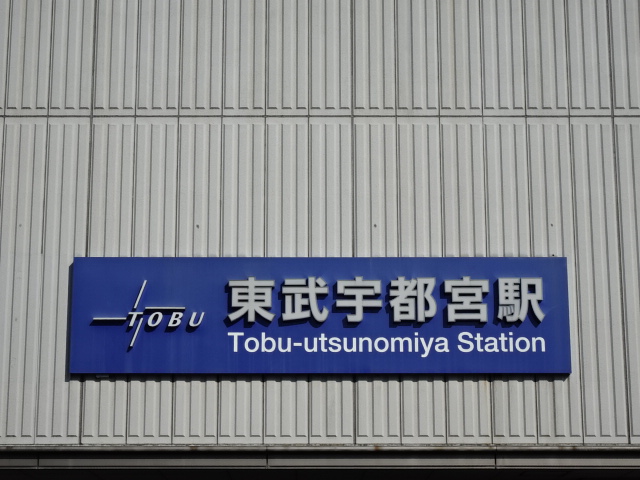 TOBU
東武宇都宮駅
Tobu-utsunomiya Station